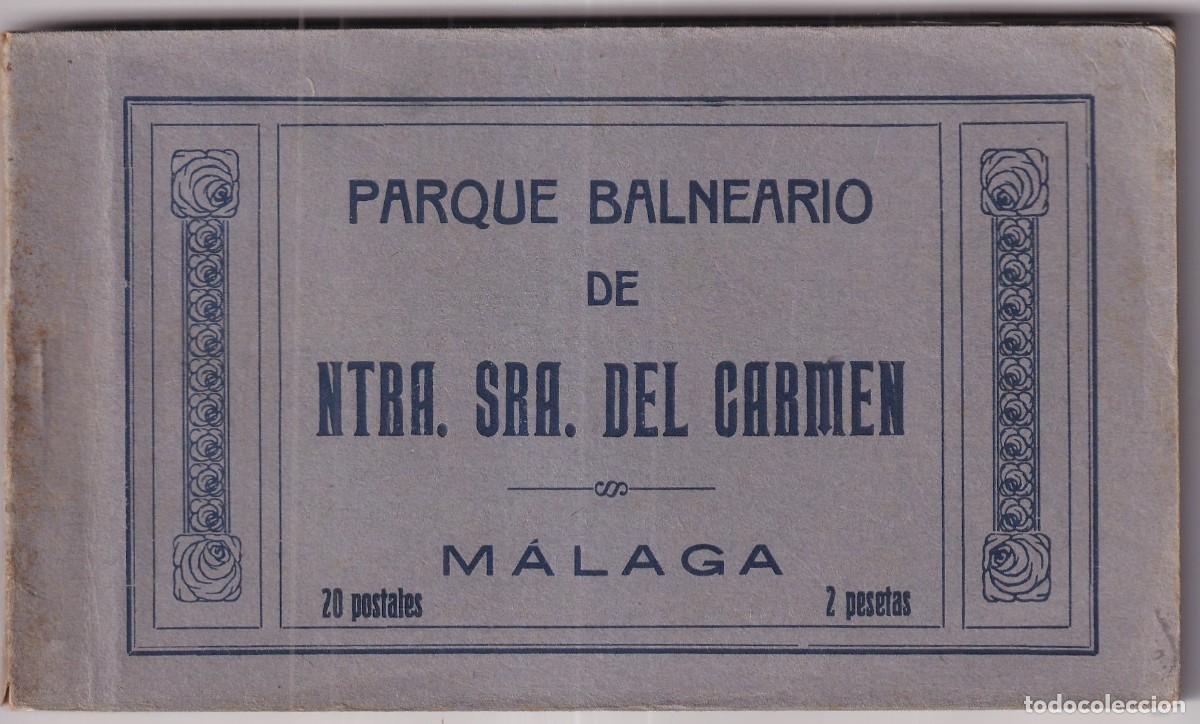 PARQUE BALNEARIO
DE
NTRA. SRA. DEL CARMEN
MÁLAGA
20 postales 2 pesetas
todocoleccion